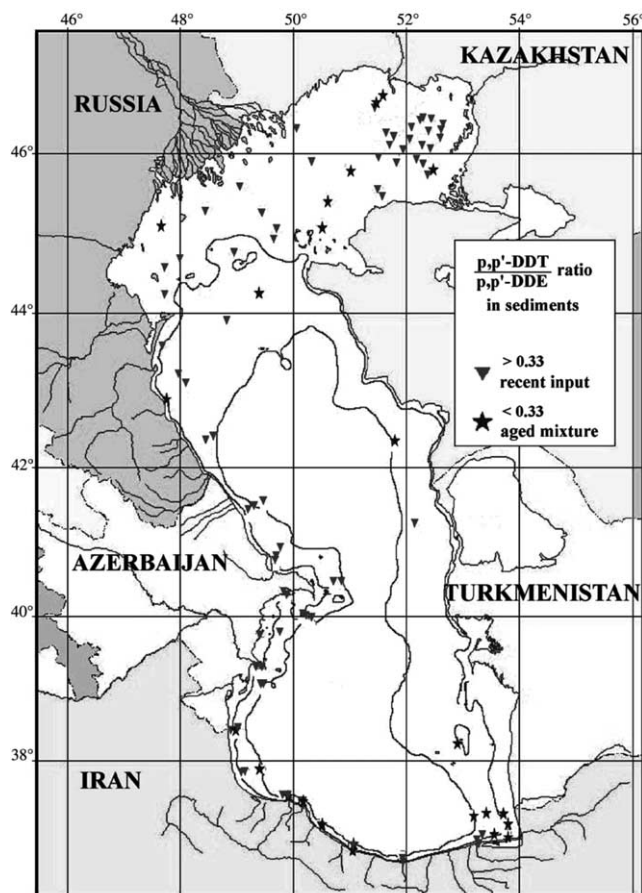 46° 48° 50° 52° 54° 56°
KAZAKHSTAN
RUSSIA
46°
p,p'-DDT
p,p'-DDE ratio
in sediments
44°
> 0.33
recent input
< 0.33
aged mixture
42°
AZERBAIJAN
TURKMENISTAN
40°
38°
IRAN